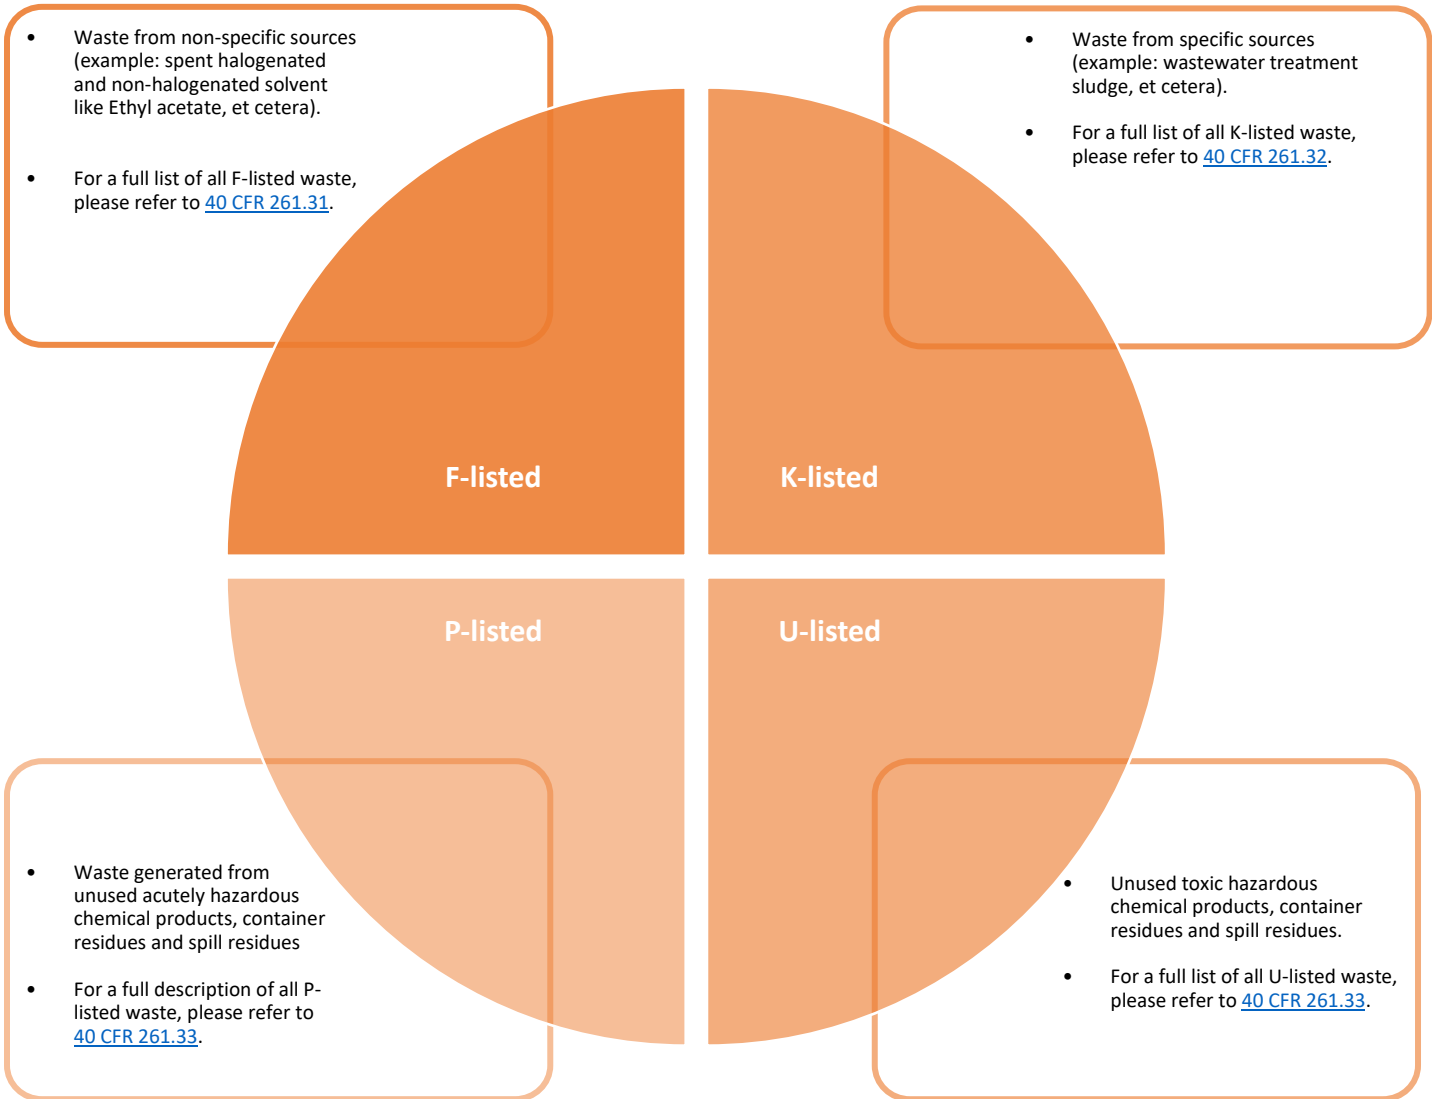 • Waste from non-specific sources
(example: spent halogenated
and non-halogenated solvent
like Ethyl acetate, et cetera).
• For a full list of all F-listed waste,
please refer to 40 CFR 261.31.
• Waste from specific sources
(example: wastewater treatment
sludge, et cetera).
• For a full list of all K-listed waste,
please refer to 40 CFR 261.32.
F-listed
K-listed
P-listed
U-listed
• Waste generated from
unused acutely hazardous
chemical products, container
residues and spill residues
• For a full description of all P-
listed waste, please refer to
40 CFR 261.33.
• Unused toxic hazardous
chemical products, container
residues and spill residues.
• For a full list of all U-listed waste,
please refer to 40 CFR 261.33.